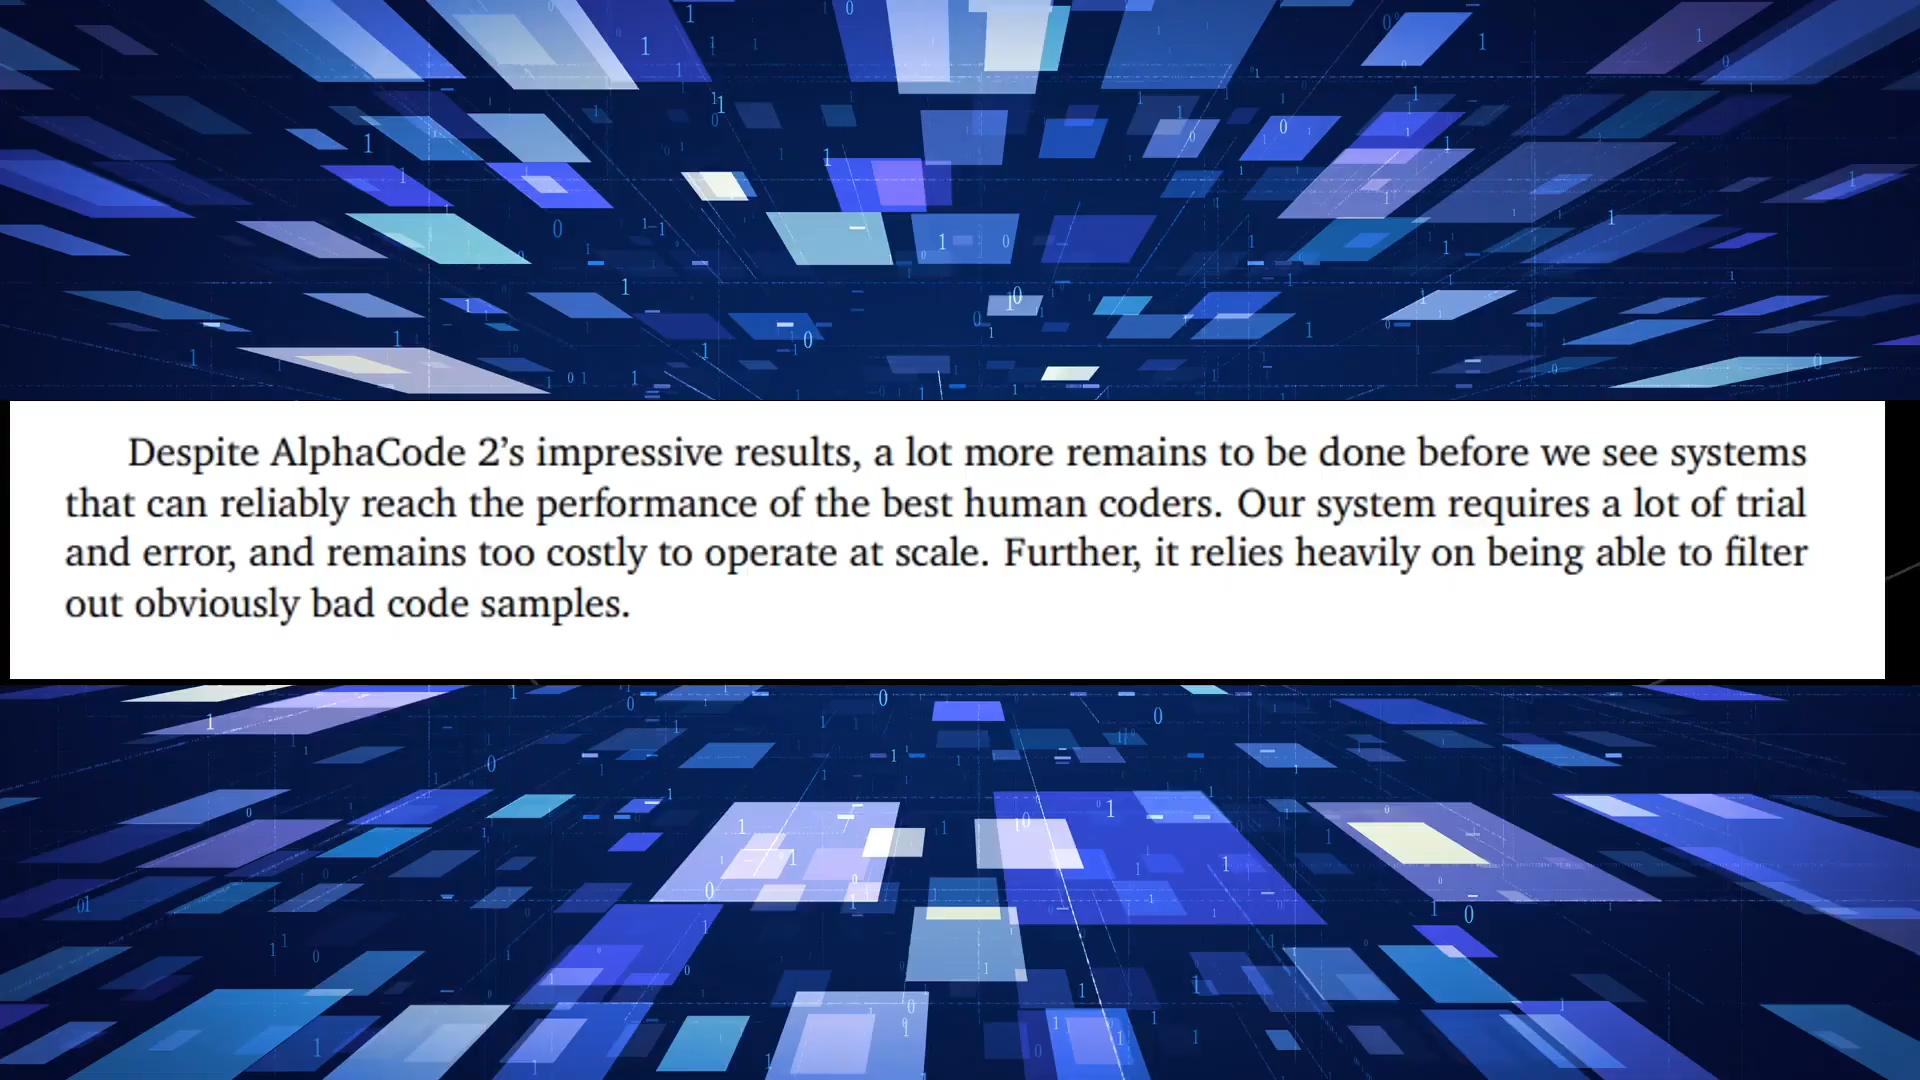 Despite AlphaCode 2’s impressive results, a lot more remains to be done before we see systems
that can reliably reach the performance of the best human coders. Our system requires a lot of trial
and error, and remains too costly to operate at scale. Further, it relies heavily on being able to filter
out obviously bad code samples.